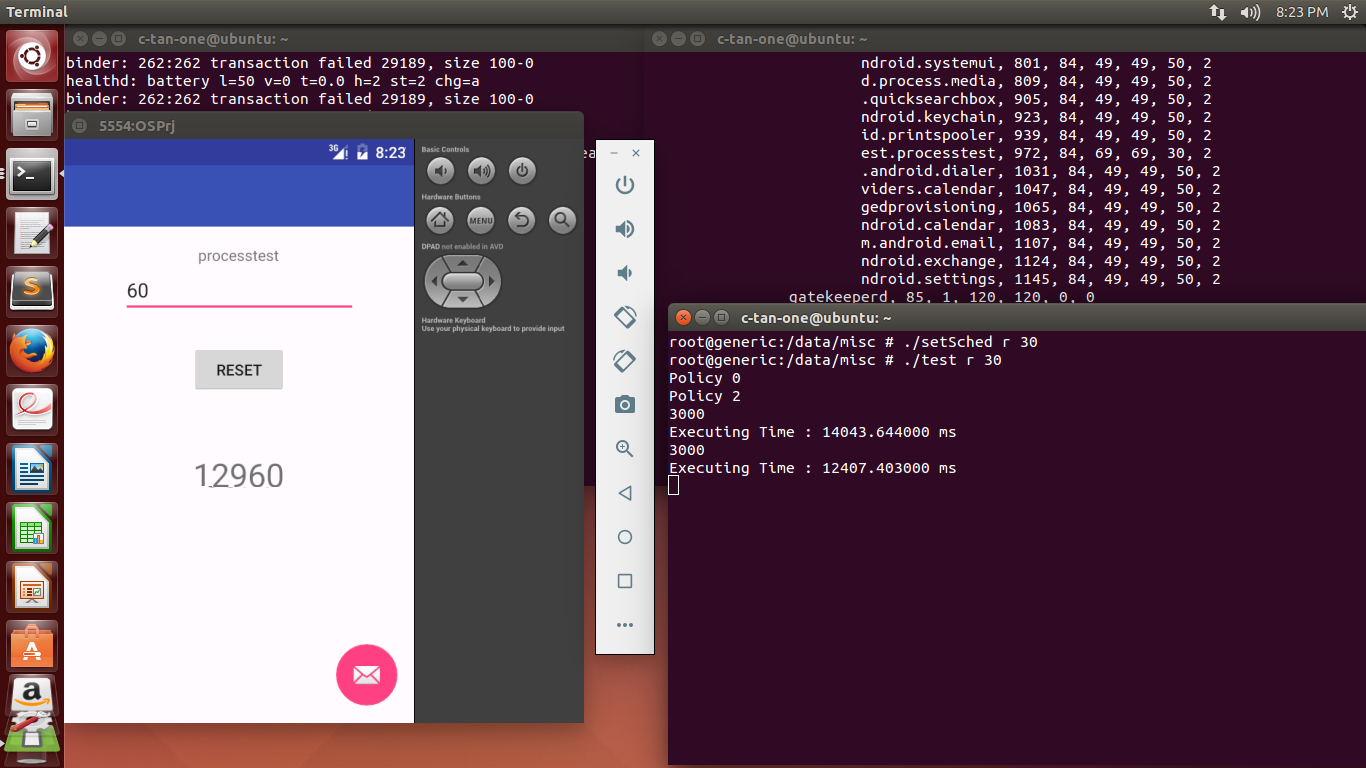 Terminal
8:23 PM
c-tan-one@ubuntu: ~
binder: 262:262 transaction failed 29189, size 100-0
healthd: battery l=50 v=0 t=0.0 h=2 st=2 chg=a
binder: 262:262 transaction failed 29189, size 100-0
c-tan-one@ubuntu: ~
ndroid.systemui, 801, 84, 49, 49, 50, 2
d.process.media, 809, 84, 49, 49, 50, 2
.quicksearchbox, 905, 84, 49, 49, 50, 2
ndroid.keychain, 923, 84, 49, 49, 50, 2
id.printspooler, 939, 84, 49, 49, 50, 2
est.processtest, 972, 84, 69, 69, 30, 2
.android.dialer, 1031, 84, 49, 49, 50, 2
viders.calendar, 1047, 84, 49, 49, 50, 2
gedprovisioning, 1065, 84, 49, 49, 50, 2
ndroid.calendar, 1083, 84, 49, 49, 50, 2
m.android.email, 1107, 84, 49, 49, 50, 2
ndroid.exchange, 1124, 84, 49, 49, 50, 2
ndroid.settings, 1145, 84, 49, 49, 50, 2
gatekeeperd, 85, 1, 120, 120, 0, 0
5554:OSPrj
3G
8:23
processtest
60
RESET
12960
Basic Controls
Hardware Buttons
MENU
DPAD not enabled in AVD
Hardware Keyboard
Use your physical keyboard to provide input
ea
c-tan-one@ubuntu: ~
root@generic:/data/misc # ./setSched r 30
root@generic:/data/misc # ./test r 30
Policy 0
Policy 2
3000
Executing Time : 14043.644000 ms
3000
Executing Time : 12407.403000 ms